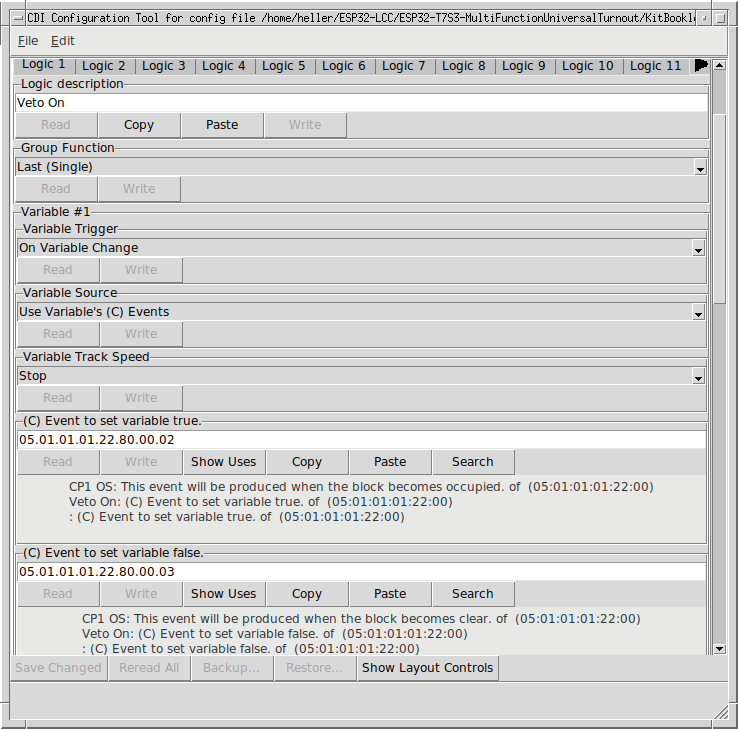 CDI Configuration Tool for config file /home/heller/ESP32-LCC/ESP32-T7S3-MultiFunctionUniversalTurnout/KitBookl
File Edit
Logic 1 Logic 2 Logic 3 Logic 4 Logic 5 Logic 6 Logic 7 Logic 8 Logic 9 Logic 10 Logic 11
Logic description
Veto On
Read Copy Paste Write
Group Function
Last (Single)
Read Write
Variable #1
Variable Trigger
On Variable Change
Read Write
Variable Source
Use Variable's (C) Events
Read Write
Variable Track Speed
Stop
Read Write
(C) Event to set variable true.
05.01.01.01.22.80.00.02
Read Write Show Uses Copy Paste Search
CP1 OS: This event will be produced when the block becomes occupied. of (05:01:01:01:22:00)
Veto On: (C) Event to set variable true. of (05:01:01:01:22:00)
: (C) Event to set variable true. of (05:01:01:01:22:00)
(C) Event to set variable false.
05.01.01.01.22.80.00.03
Read Write Show Uses Copy Paste Search
CP1 OS: This event will be produced when the block becomes clear. of (05:01:01:01:22:00)
Veto On: (C) Event to set variable false. of (05:01:01:01:22:00)
: (C) Event to set variable false. of (05:01:01:01:22:00)
Save Changed Reread All Backup... Restore... Show Layout Controls